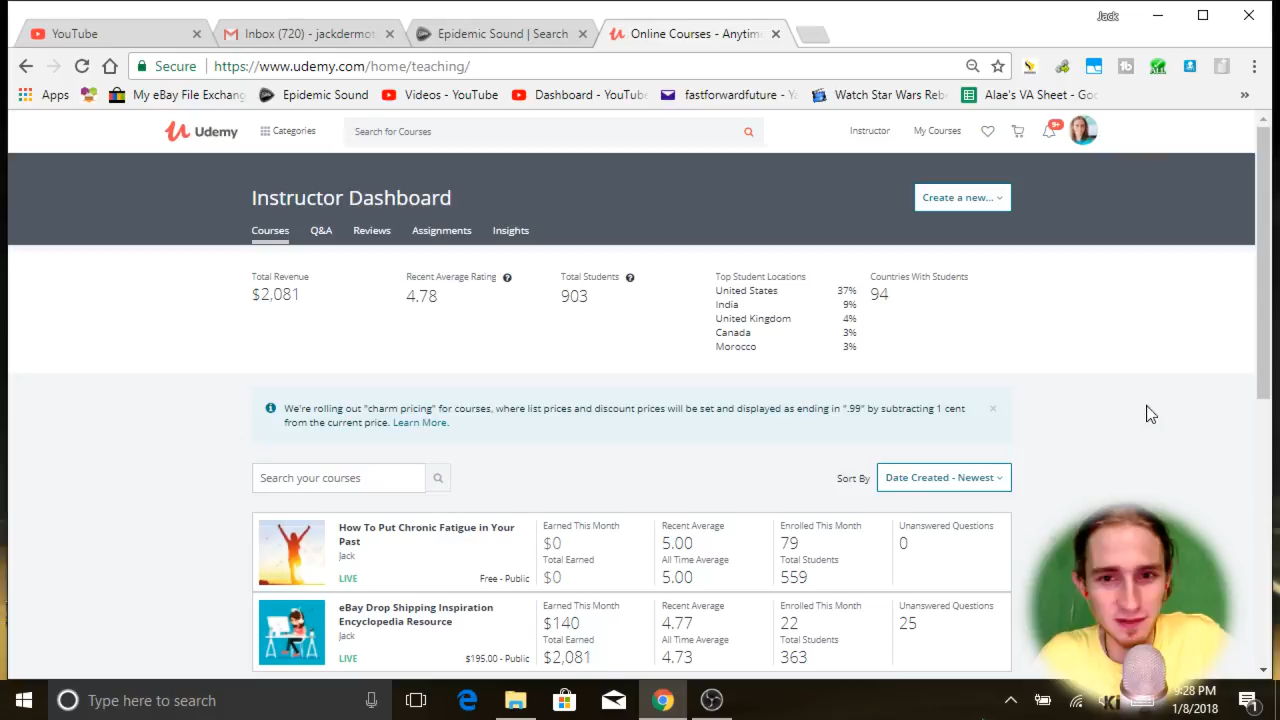 Jack
YouTube
Inbox (720) - jackdermot
Epidemic Sound | Search
Online Courses - Anytime
Secure
https://www.udemy.com/home/teaching/
Apps
My eBay File Exchang
Epidemic Sound
Videos - YouTube
Dashboard - YouTube
fastforwardfuture - Y
Watch Star Wars Reb
Alae's VA Sheet - Goo
»
Udemy
Categories
Search for Courses
Instructor
My Courses
9+
Instructor Dashboard
Create a new...
Courses
Q&A
Reviews
Assignments
Insights
Total Revenue
$2,081
Recent Average Rating
4.78
Total Students
903
Top Student Locations
United States 37%
India 9%
United Kingdom 4%
Canada 3%
Morocco 3%
Countries With Students
94
We're rolling out "charm pricing" for courses, where list prices and discount prices will be set and displayed as ending in ".99" by subtracting 1 cent
from the current price. Learn More.
Search your courses
Sort By
Date Created - Newest
How To Put Chronic Fatigue in Your
Past
Jack
LIVE
Free - Public
Earned This Month
$0
Total Earned
$0
Recent Average
5.00
All Time Average
5.00
Enrolled This Month
79
Total Students
559
Unanswered Questions
0
eBay Drop Shipping Inspiration
Encyclopedia Resource
Jack
LIVE
$195.00 - Public
Earned This Month
$140
Total Earned
$2,081
Recent Average
4.77
All Time Average
4.73
Enrolled This Month
22
Total Students
363
Unanswered Questions
25
Type here to search
9:28 PM
1/8/2018
1